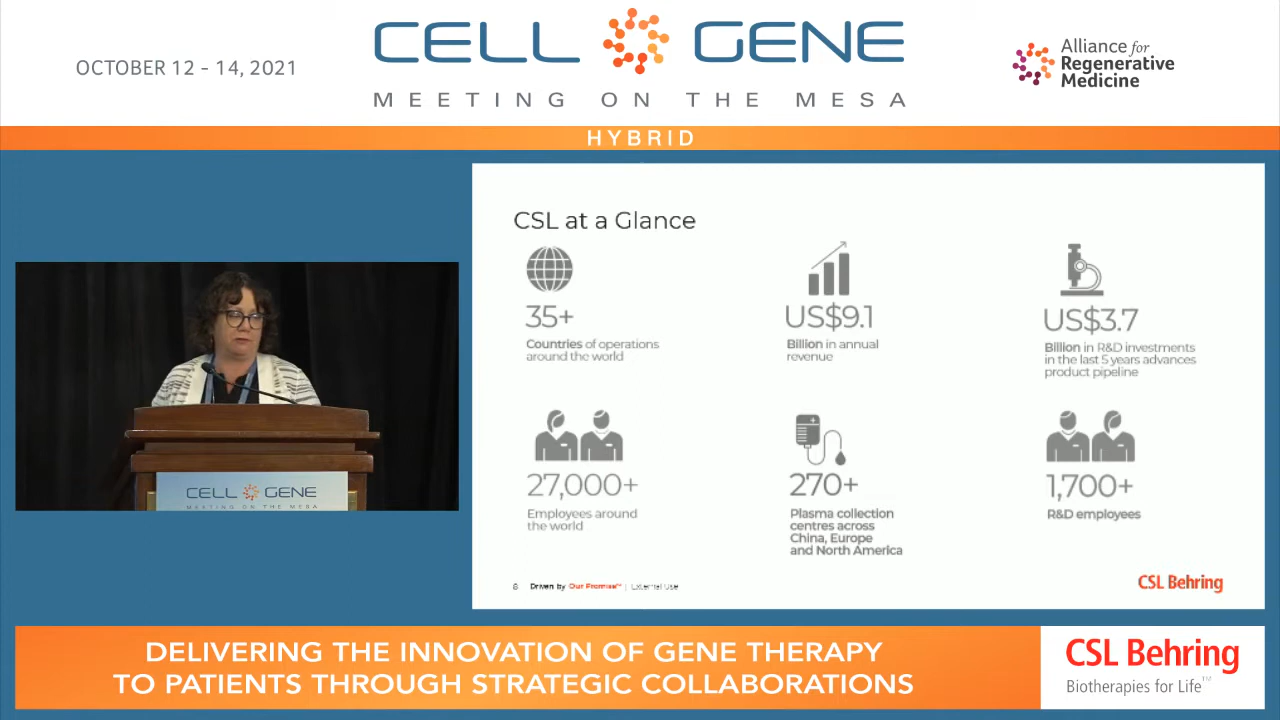 OCTOBER 12 - 14, 2021
CELL GENE
MEETING ON THE MESA
Alliance for
Regenerative
Medicine
HYBRID
CSL at a Glance
35+
Countries of operations
around the world
US$9.1
Billion in annual
revenue
US$3.7
Billion in R&D investments
in the last 5 years advances
product pipeline
27,000+
Employees around
the world
270+
Plasma collection
centres across
China, Europe
and North America
1,700+
R&D employees
Driven by Our Promise™ | External Use
CSL Behring
CELL GENE
MEETING ON THE MESA
DELIVERING THE INNOVATION OF GENE THERAPY
TO PATIENTS THROUGH STRATEGIC COLLABORATIONS
CSL Behring
Biotherapies for Life™